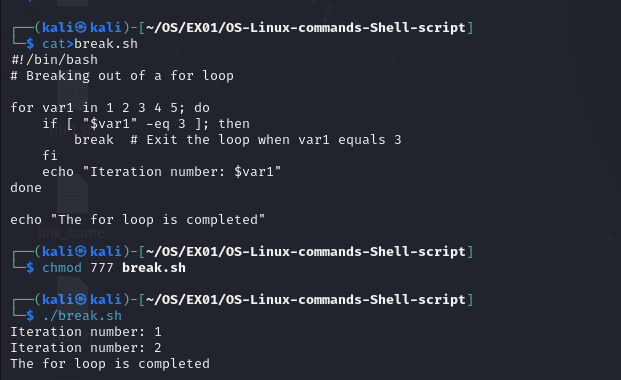 ┌──(kali㉿kali)-[~/OS/EX01/OS-Linux-commands-Shell-script]
└─$ cat>break.sh
#!/bin/bash
# Breaking out of a for loop

for var1 in 1 2 3 4 5; do
    if [ "$var1" -eq 3 ]; then
        break  # Exit the loop when var1 equals 3
    fi
    echo "Iteration number: $var1"
done

echo "The for loop is completed"
link_name
┌──(kali㉿kali)-[~/OS/EX01/OS-Linux-commands-Shell-script]
└─$ chmod 777 break.sh

┌──(kali㉿kali)-[~/OS/EX01/OS-Linux-commands-Shell-script]
└─$ ./break.sh
Iteration number: 1
Iteration number: 2
The for loop is completed